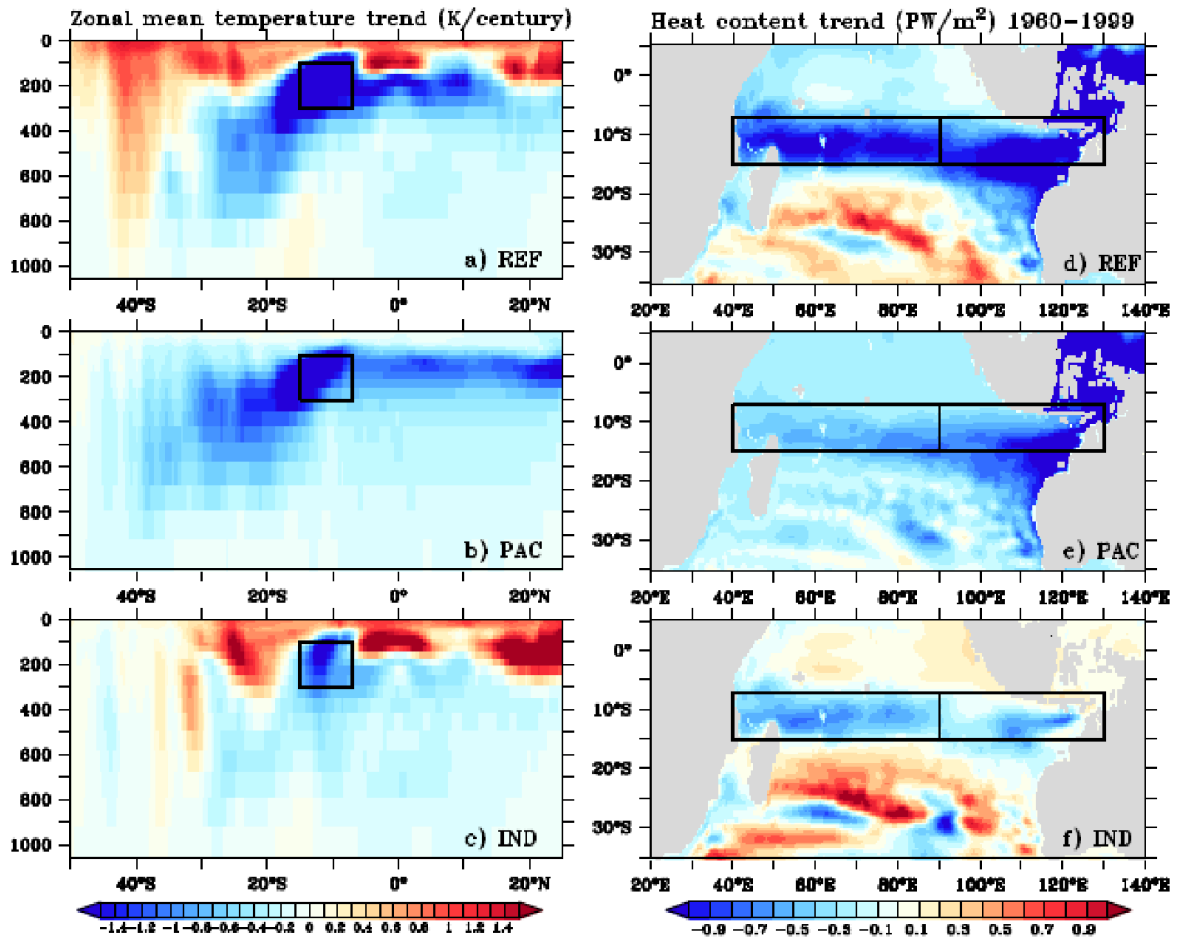 Zonal mean temperature trend (K/century)
Heat content trend (PW/m²) 1960-1999
0
200
400
600
800
1000
a) REF
40°S
20°S
0°
20°N
0°
10°S
20°S
30°S
d) REF
20°E
40°E
60°E
80°E
100°E
120°E
140°E
0
200
400
600
800
1000
b) PAC
40°S
20°S
0°
20°N
0°
10°S
20°S
30°S
e) PAC
20°E
40°E
60°E
80°E
100°E
120°E
140°E
0
200
400
600
800
1000
c) IND
40°S
20°S
0°
20°N
0°
10°S
20°S
30°S
f) IND
20°E
40°E
60°E
80°E
100°E
120°E
140°E
-1.4 -1.2 -1 -0.8 -0.6 -0.4 -0.2 0 0.2 0.4 0.6 0.8 1 1.2 1.4
-0.9 -0.7 -0.5 -0.3 -0.1 0.1 0.3 0.5 0.7 0.9